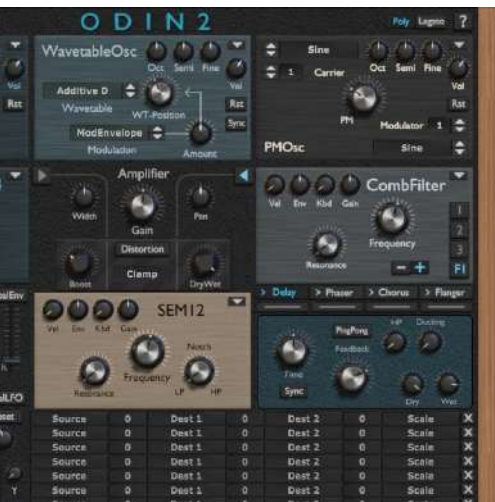 ODIN 2
Poly Legato ?
WavetableOsc
Oct Semi Fine
Vol
Vol
Additive D
Wavetable
WT-Position
Rst
Rst
Sync
ModEnvelope
Modulation
Amount
Sine
1 Carrier
Oct Semi Fine
Vol
PM
Rst
Modulator 1
PMOsc
Sine
Amplifier
Width
Gain
Pan
Distortion
Boost
Clamp
DryWet
CombFilter
Vel Env Kbd Gain
Resonance
Frequency
1
2
3
F1
SEM12
Vel Env Kbd Gain
Resonance
Frequency
Notch
LP HP
> Delay > Phaser > Chorus > Flanger
PingPong
HP Ducting
Time
Feedback
Sync
Dry Wet
Source 0 Dest 1 0 Dest 2 0 Scale X
Source 0 Dest 1 0 Dest 2 0 Scale X
Source 0 Dest 1 0 Dest 2 0 Scale X
Source 0 Dest 1 0 Dest 2 0 Scale X
Source 0 Dest 1 0 Dest 2 0 Scale X
Source 0 Dest 1 0 Dest 2 0 Scale X